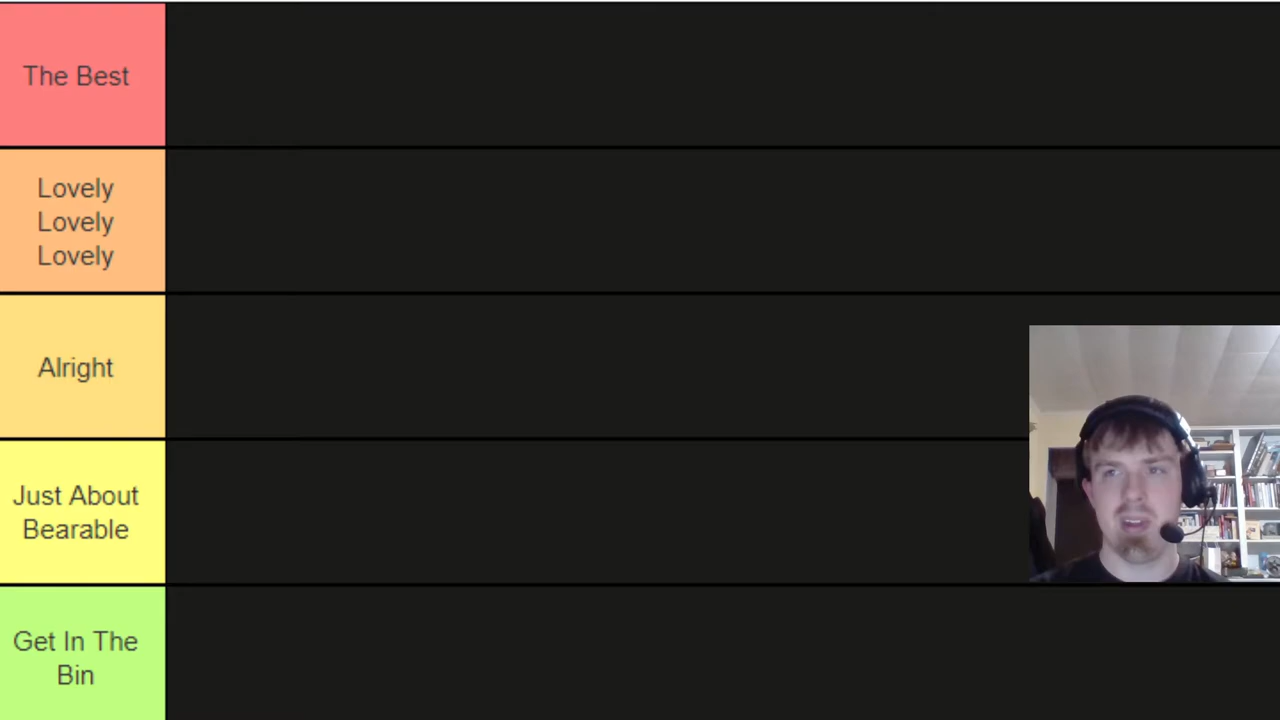 The Best
Lovely
Lovely
Lovely
Alright
Just About
Bearable
Get In The
Bin